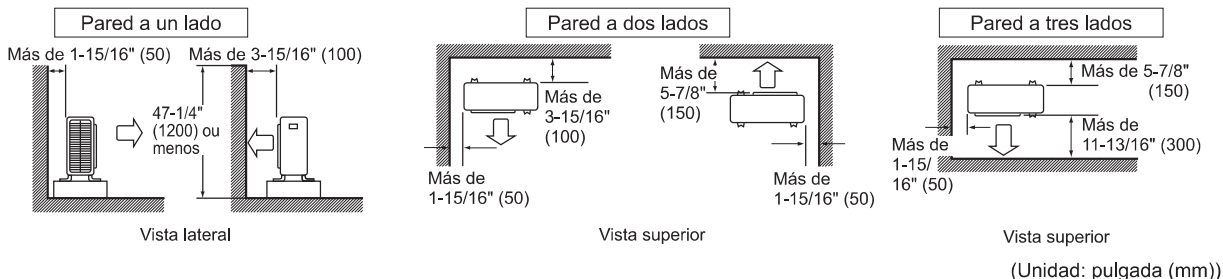 Pared a un lado
Más de 1-15/16" (50)
Más de 3-15/16" (100)
47-1/4"
(1200) ou
menos
Vista lateral
Pared a dos lados
Más de
3-15/16"
(100)
Más de
1-15/16" (50)
Más de
5-7/8"
(150)
Más de
1-15/16" (50)
Vista superior
Pared a tres lados
Más de 5-7/8"
(150)
Más de
11-13/16" (300)
Más de
1-15/
16" (50)
Vista superior
(Unidad: pulgada (mm))